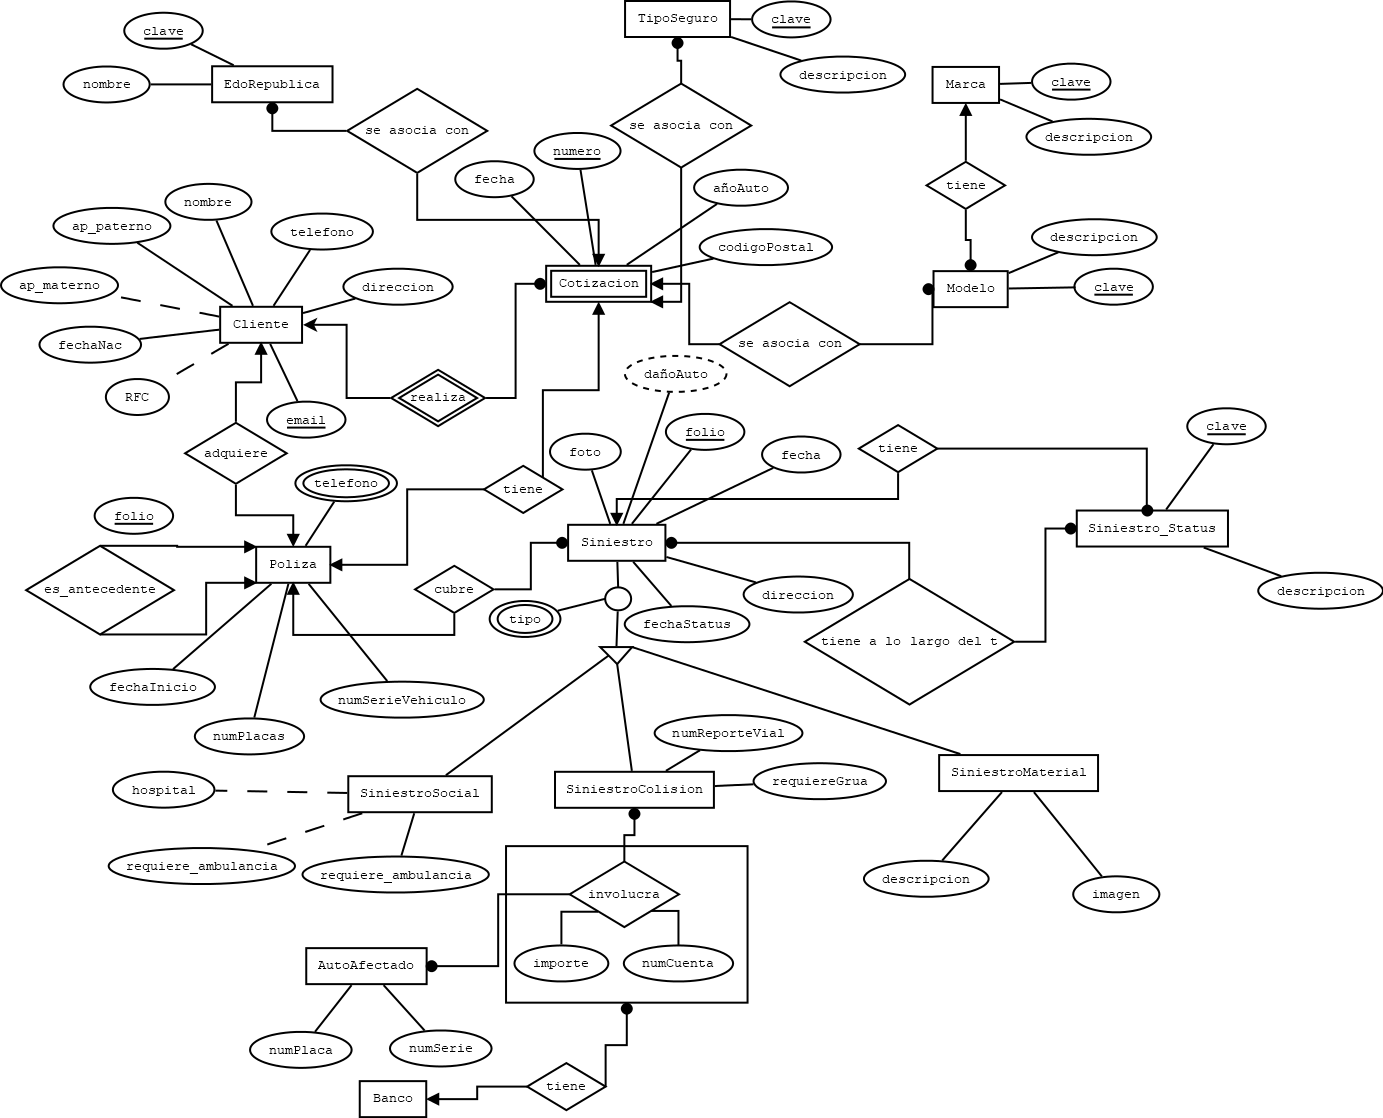 TipoSeguro
clave
clave
descripcion
EdoRepublica
nombre
Marca
clave
se asocia con
se asocia con
descripcion
numero
fecha
añoAuto
tiene
nombre
ap_paterno
telefono
codigoPostal
descripcion
ap_materno
direccion
Cotizacion
Modelo
clave
Cliente
fechaNac
se asocia con
dañoAuto
RFC
realiza
email
folio
clave
adquiere
foto
fecha
tiene
telefono
tiene
folio
Siniestro_Status
Siniestro
Poliza
es_antecedente
cubre
direccion
descripcion
tipo
fechaStatus
tiene a lo largo del t
fechaInicio
numSerieVehiculo
numPlacas
numReporteVial
SiniestroMaterial
requiereGrua
hospital
SiniestroSocial
SiniestroColision
requiere_ambulancia
requiere_ambulancia
descripcion
involucra
imagen
AutoAfectado
importe
numCuenta
numPlaca
numSerie
tiene
Banco